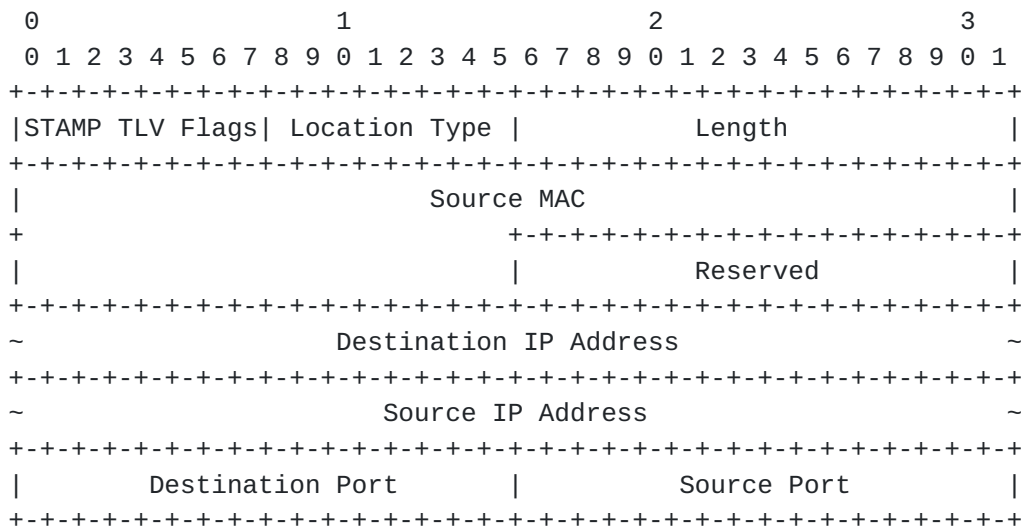 0                   1                   2                   3
 0 1 2 3 4 5 6 7 8 9 0 1 2 3 4 5 6 7 8 9 0 1 2 3 4 5 6 7 8 9 0 1
+-+-+-+-+-+-+-+-+-+-+-+-+-+-+-+-+-+-+-+-+-+-+-+-+-+-+-+-+-+-+-+-+
|STAMP TLV Flags| Location Type |           Length              |
+-+-+-+-+-+-+-+-+-+-+-+-+-+-+-+-+-+-+-+-+-+-+-+-+-+-+-+-+-+-+-+-+
|                          Source MAC                           |
+                               +-+-+-+-+-+-+-+-+-+-+-+-+-+-+-+-+
|                               |           Reserved            |
+-+-+-+-+-+-+-+-+-+-+-+-+-+-+-+-+-+-+-+-+-+-+-+-+-+-+-+-+-+-+-+-+
~                    Destination IP Address                     ~
+-+-+-+-+-+-+-+-+-+-+-+-+-+-+-+-+-+-+-+-+-+-+-+-+-+-+-+-+-+-+-+-+
~                       Source IP Address                       ~
+-+-+-+-+-+-+-+-+-+-+-+-+-+-+-+-+-+-+-+-+-+-+-+-+-+-+-+-+-+-+-+-+
|        Destination Port       |          Source Port          |
+-+-+-+-+-+-+-+-+-+-+-+-+-+-+-+-+-+-+-+-+-+-+-+-+-+-+-+-+-+-+-+-+